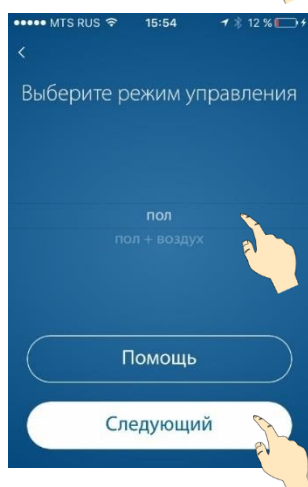 MTS RUS 15:54 12 %
Выберите режим управления
пол
пол + воздух
Помощь
Следующий